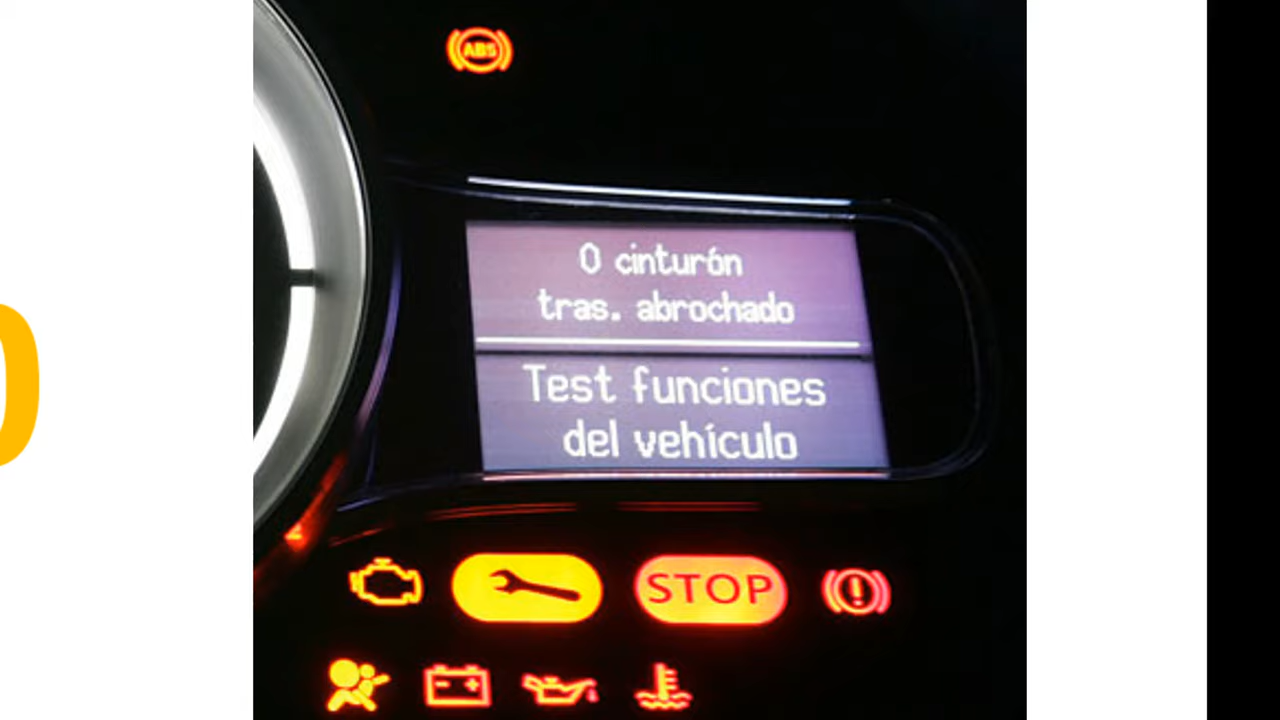 ABS
0 cinturón
tras. abrochado
Test funciones
del vehículo
STOP